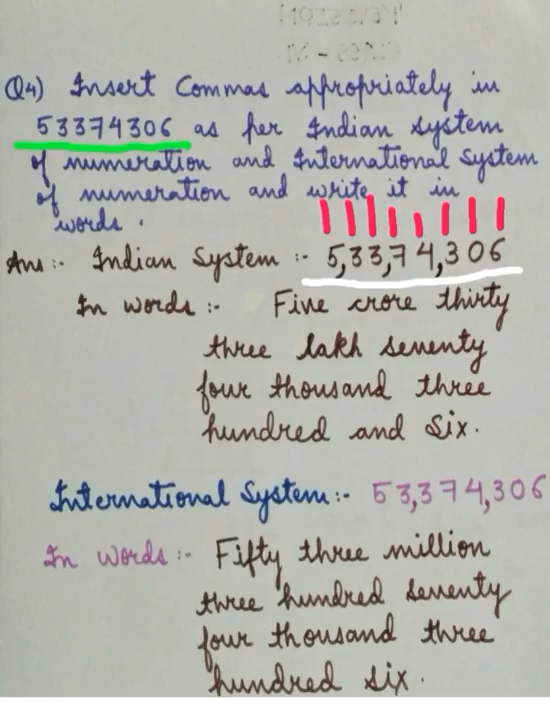 Q4) Insert Commas appropriately in
53374306 as per Indian system
of numeration and International System
of numeration and write it in
words.
Ans :- Indian System :- 5,33,74,306
In words :- Five crore thirty
three lakh seventy
four thousand three
hundred and six.
International System:- 53,374,306
In Words :- Fifty three million
three hundred seventy
four thousand three
hundred six.